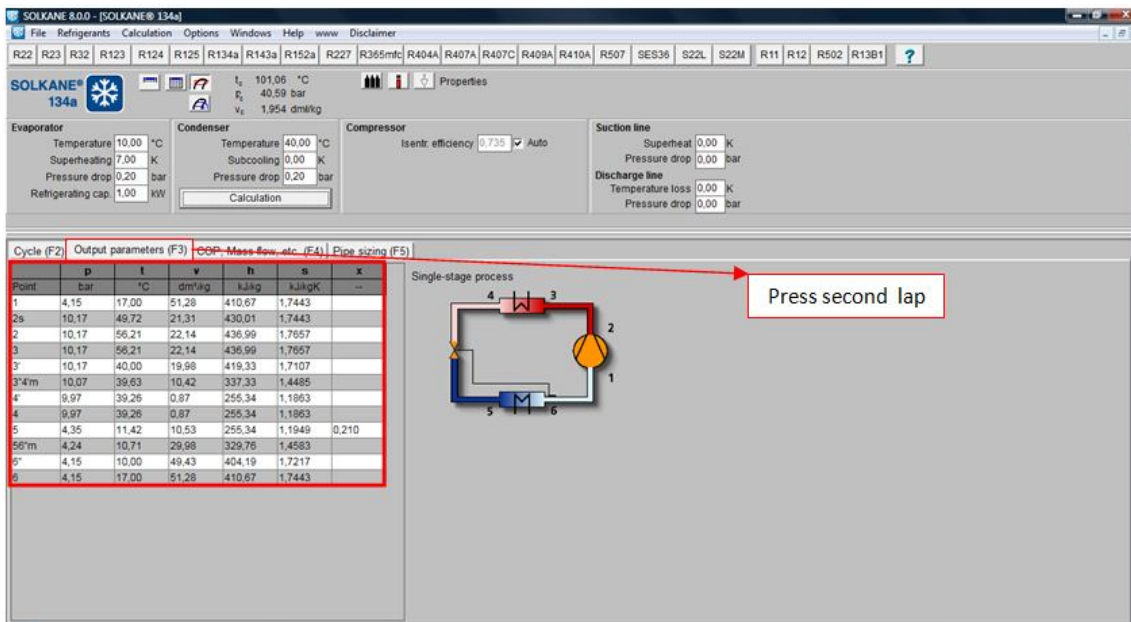 SOLKANE 8.0.0 - [SOLKANE® 134a]
File Refrigerants Calculation Options Windows Help www Disclaimer
R22 R23 R32 R123 R124 R125 R134a R143a R152a R227 R365mfc R404A R407A R407C R409A R410A R507 SES36 S22L S22M R11 R12 R502 R13B1 ?
SOLKANE®
134a
tc 101,06 °C
pc 40,59 bar
vc 1,954 dm³/kg
Properties
Evaporator
Temperature 10,00 °C
Superheating 7,00 K
Pressure drop 0,20 bar
Refrigerating cap. 1,00 kW
Condenser
Temperature 40,00 °C
Subcooling 0,00 K
Pressure drop 0,20 bar
Calculation
Compressor
Isentr. efficiency 0,735 Auto
Suction line
Superheat 0,00 K
Pressure drop 0,00 bar
Discharge line
Temperature loss 0,00 K
Pressure drop 0,00 bar
Cycle (F2) Output parameters (F3) COP, Mass flow, etc. (F4) Pipe sizing (F5)
p t v h s x
Point bar °C dm³/kg kJ/kg kJ/kgK --
1 4,15 17,00 51,28 410,67 1,7443
2s 10,17 49,72 21,31 430,01 1,7443
2 10,17 56,21 22,14 436,99 1,7657
3 10,17 56,21 22,14 436,99 1,7657
3' 10,17 40,00 19,98 419,33 1,7107
3"4'm 10,07 39,63 10,42 337,33 1,4485
4' 9,97 39,26 0,87 255,34 1,1863
4 9,97 39,26 0,87 255,34 1,1863
5 4,35 11,42 10,53 255,34 1,1949 0,210
56"m 4,24 10,71 29,98 329,76 1,4583
6" 4,15 10,00 49,43 404,19 1,7217
6 4,15 17,00 51,28 410,67 1,7443
Single-stage process
4 3
2
1
5 6
Press second lap